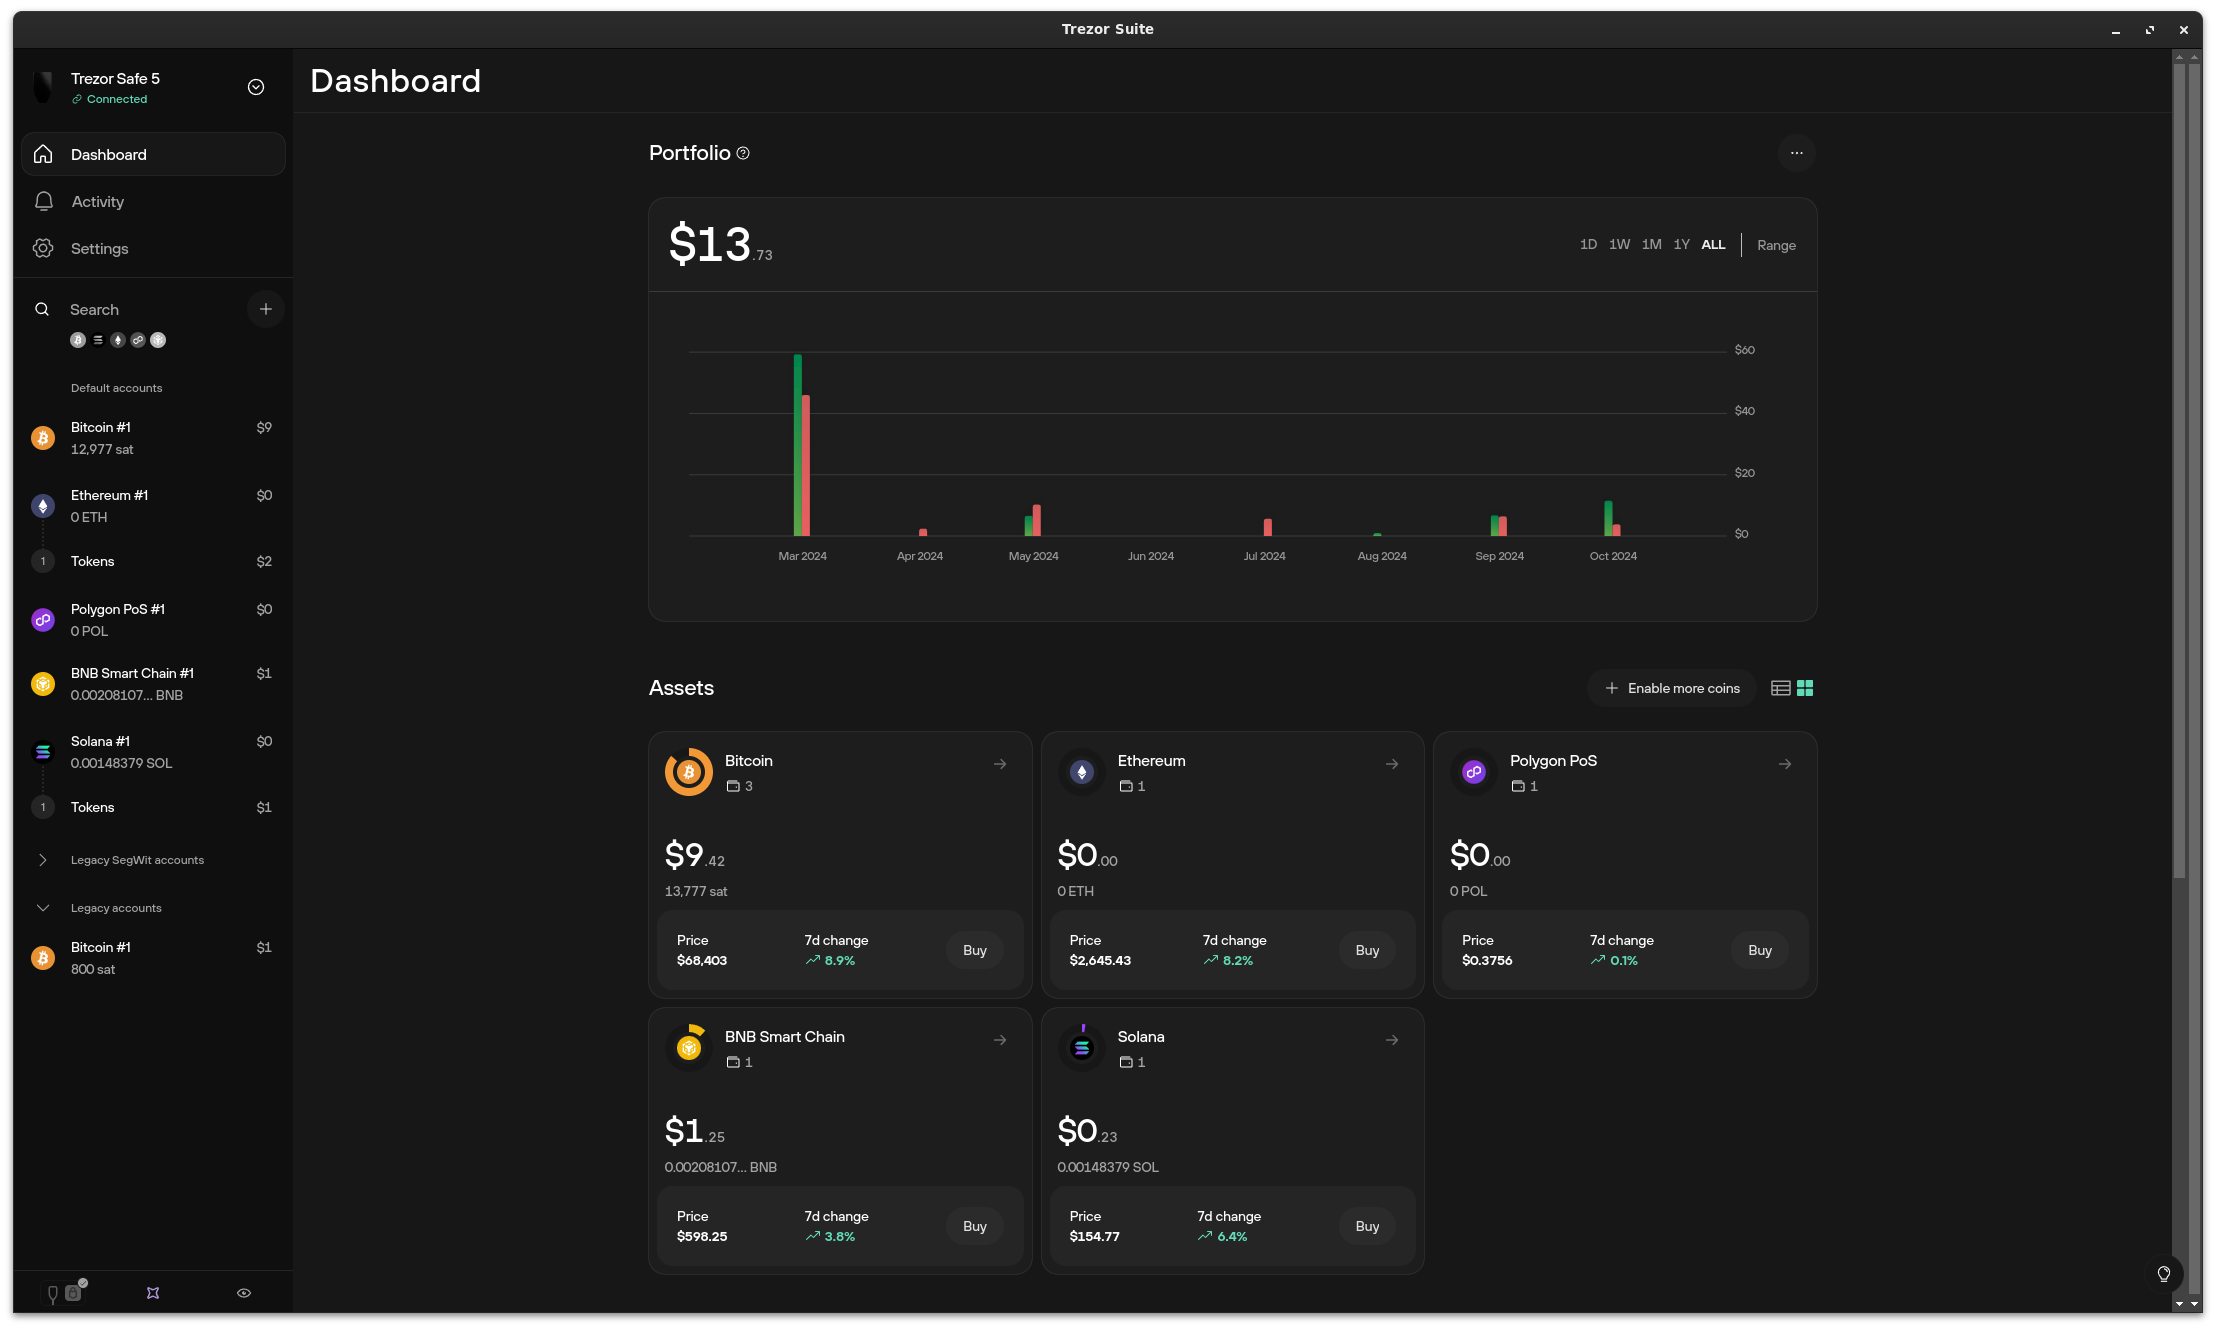 Trezor Suite
Trezor Safe 5
Connected
Dashboard
Activity
Settings
Search
Default accounts
Bitcoin #1 $9
12,977 sat
Ethereum #1 $0
0 ETH
1 Tokens $2
Polygon PoS #1 $0
0 POL
BNB Smart Chain #1 $1
0.00208107... BNB
Solana #1 $0
0.00148379 SOL
1 Tokens $1
Legacy SegWit accounts
Legacy accounts
Bitcoin #1 $1
800 sat
Dashboard
Portfolio
$13.73
1D 1W 1M 1Y ALL Range
$60
$40
$20
$0
Mar 2024 Apr 2024 May 2024 Jun 2024 Jul 2024 Aug 2024 Sep 2024 Oct 2024
Assets
Enable more coins
Bitcoin
3
$9.42
13,777 sat
Price 7d change
$68,403 8.9%
Buy
Ethereum
1
$0.00
0 ETH
Price 7d change
$2,645.43 8.2%
Buy
Polygon PoS
1
$0.00
0 POL
Price 7d change
$0.3756 0.1%
Buy
BNB Smart Chain
1
$1.25
0.00208107... BNB
Price 7d change
$598.25 3.8%
Buy
Solana
1
$0.23
0.00148379 SOL
Price 7d change
$154.77 6.4%
Buy